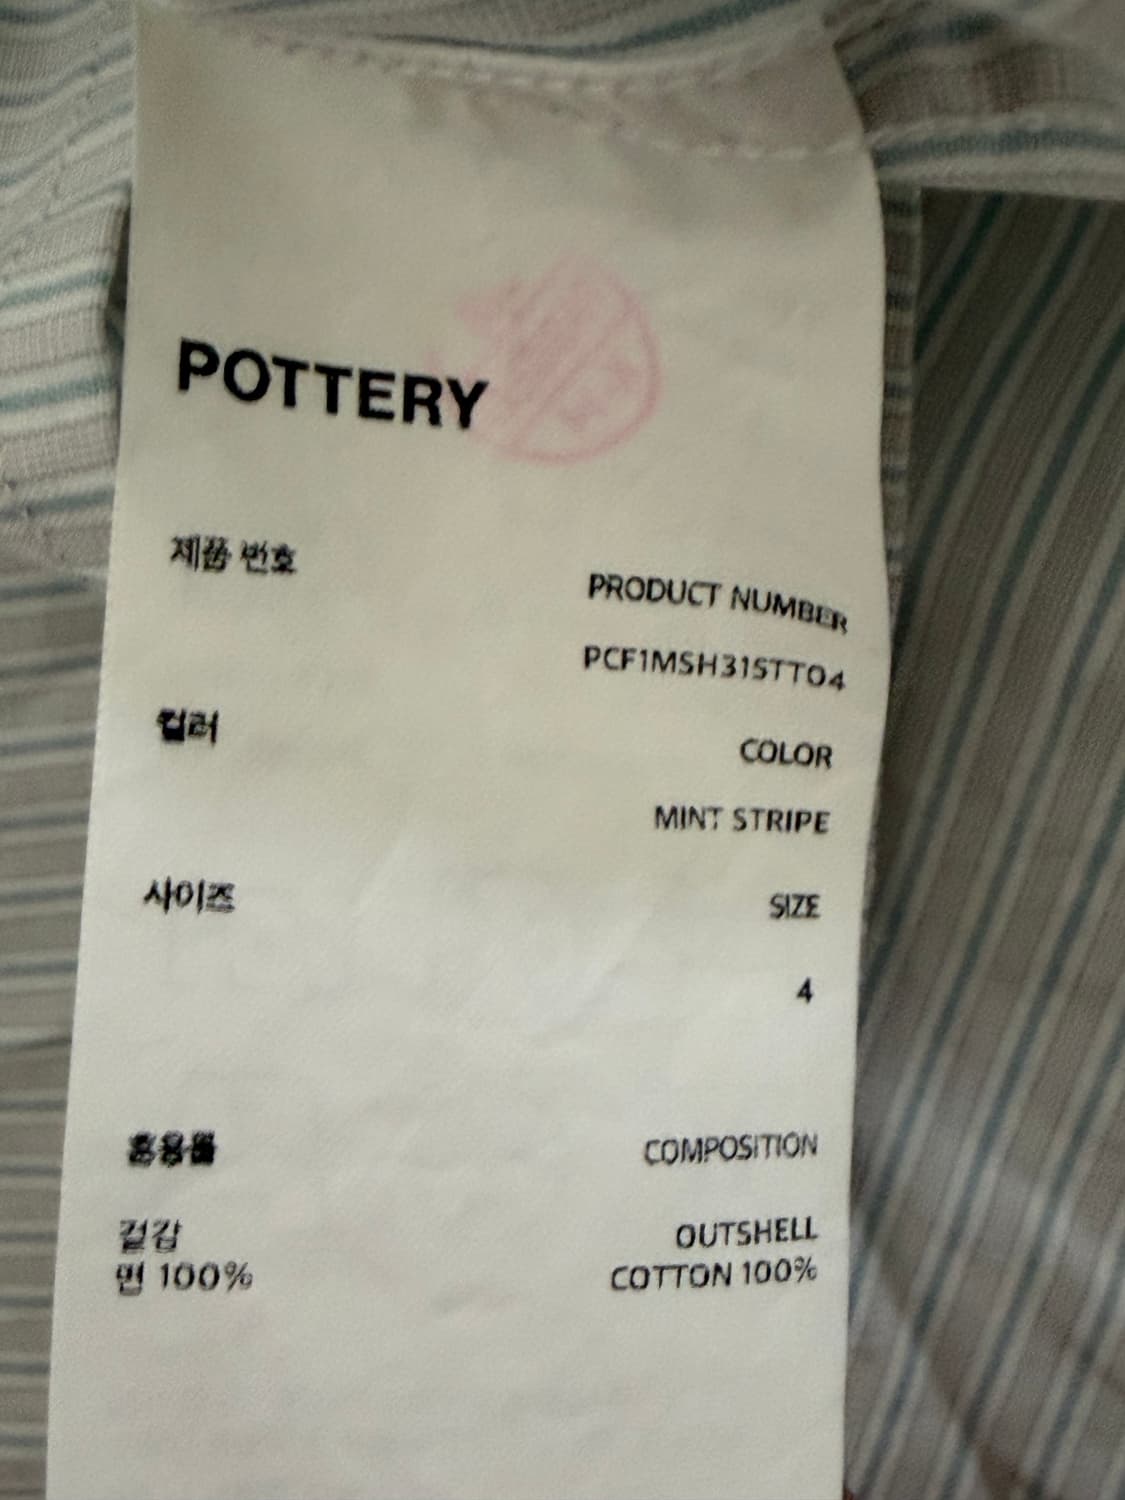 POTTERY
제품 번호
PRODUCT NUMBER
PCF1MSH315TTO4
컬러
COLOR
MINT STRIPE
사이즈
SIZE
4
혼용률
COMPOSITION
겉감
OUTSHELL
면 100%
COTTON 100%